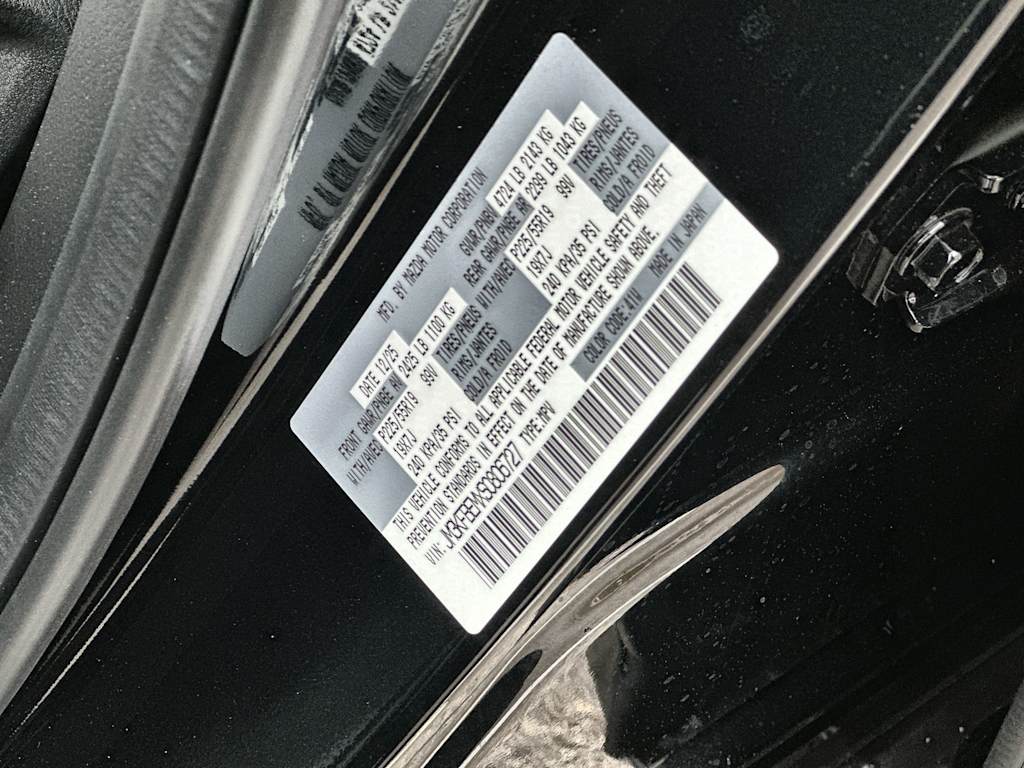 MFD. BY MAZDA MOTOR CORPORATION
DATE 12/25 GVWR/PNBV 4724 LB 2143 KG
FRONT GAWR/PNBE AV 2425 LB 1100 KG REAR GAWR/PNBE AR 2299 LB 1043 KG
WITH/AVEC P225/55R19 99V TIRES/PNEUS WITH/AVEC P225/55R19 99V TIRES/PNEUS
19X7J RIMS/JANTES 19X7J RIMS/JANTES
240 KPA/35 PSI COLD/A FROID 240 KPA/35 PSI COLD/A FROID
THIS VEHICLE CONFORMS TO ALL APPLICABLE FEDERAL MOTOR VEHICLE SAFETY AND THEFT
PREVENTION STANDARDS IN EFFECT ON THE DATE OF MANUFACTURE SHOWN ABOVE.
VIN: TYPE:MPV COLOR CODE:41W MADE IN JAPAN